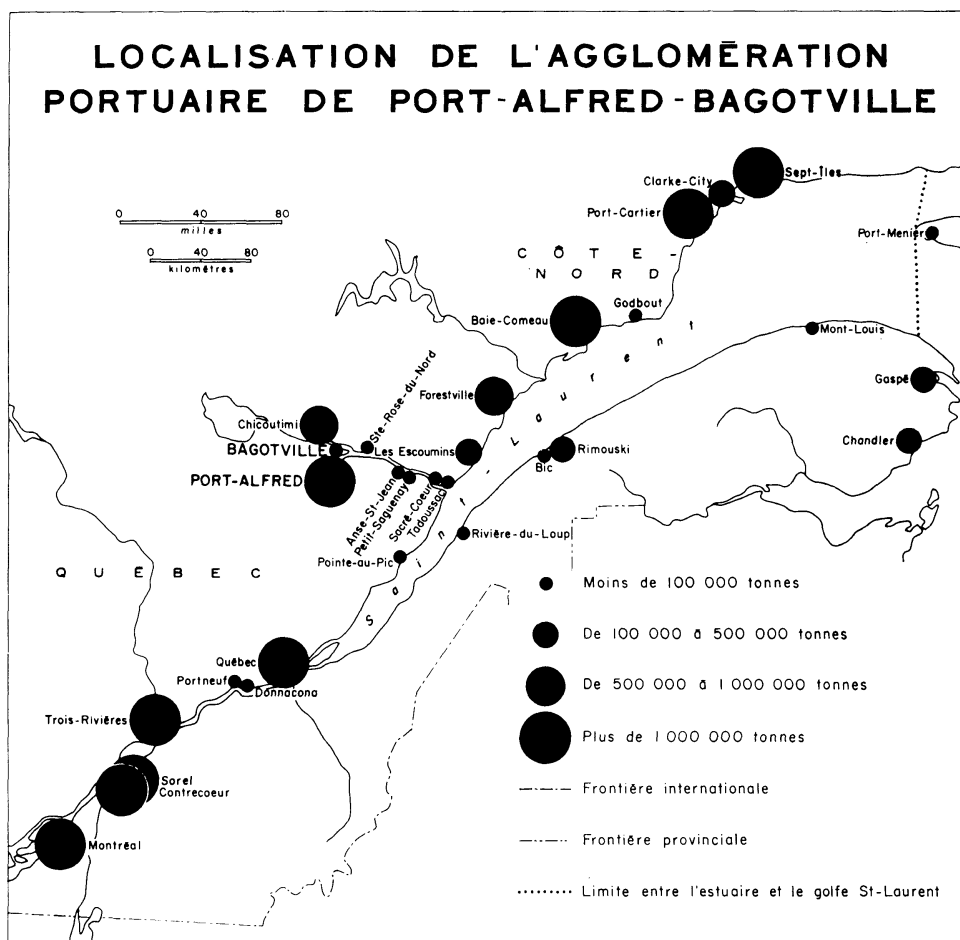 LOCALISATION DE L'AGGLOMĒRATION
PORTUAIRE DE PORT-ALFRED-BAGOTVILLE
0 40 80
milles
0 40 80
kilomètres
Sept-Îles
Clarke-City
Port-Cartier
Port-Menier
CÔTE-
NORD
Godbout
Baie-Comeau
Mont-Louis
Gaspé
Chandler
Forestville
Ste-Rose-du-Nord
Chicoutimi
BAGOTVILLE
Les Escoumins
PORT-ALFRED
Rimouski
Bic
Anse-St-Jean
Petit-Saguenay
Sacré-Coeur
Tadoussac
Rivière-du-Loup
Pointe-au-Pic
Saint-Laurent
QUÉBEC
Québec
Portneuf
Donnacona
Trois-Rivières
Sorel
Contrecoeur
Montréal
Moins de 100 000 tonnes
De 100 000 à 500 000 tonnes
De 500 000 à 1 000 000 tonnes
Plus de 1 000 000 tonnes
Frontière internationale
Frontière provinciale
Limite entre l'estuaire et le golfe St-Laurent